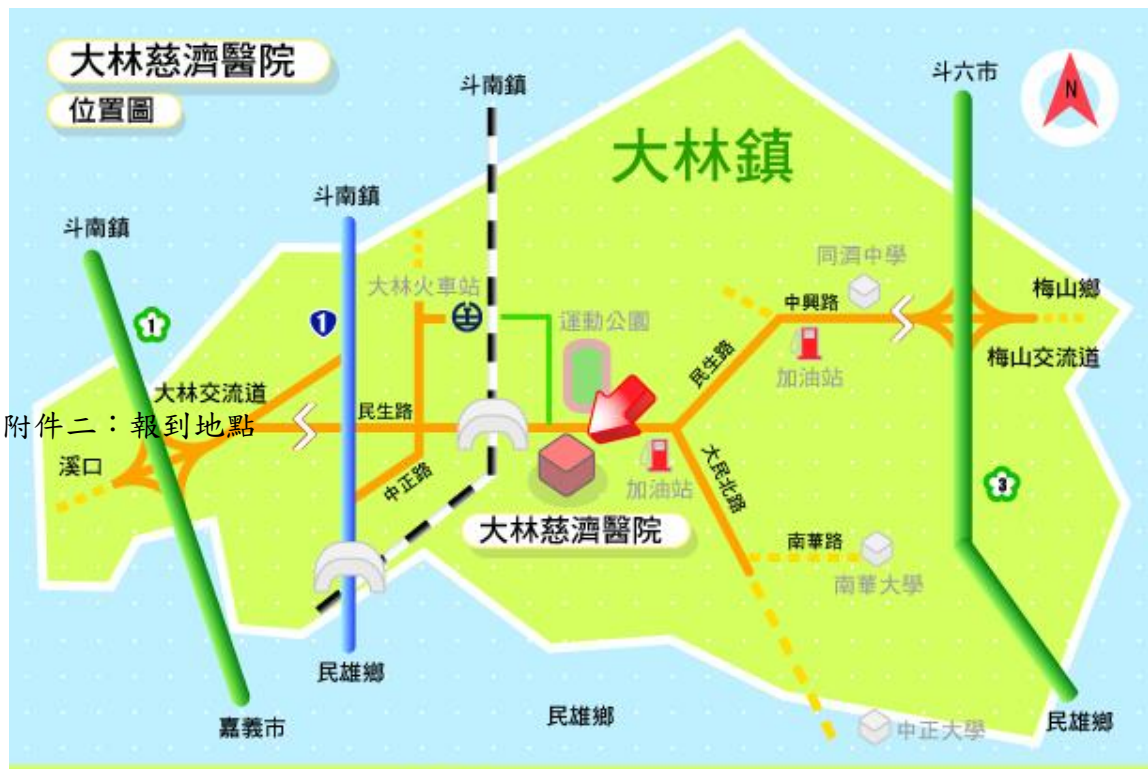 大林慈濟醫院
位置圖
斗南鎮
斗六市
N
大林鎮
斗南鎮
斗南鎮
同濟中學
大林火車站
梅山鄉
中興路
1
1
運動公園
梅山交流道
民生路
加油站
大林交流道
民生路
附件二：報到地點
溪口
中正路
大民北路
加油站
3
大林慈濟醫院
南華路
南華大學
民雄鄉
民雄鄉
民雄鄉
嘉義市
中正大學